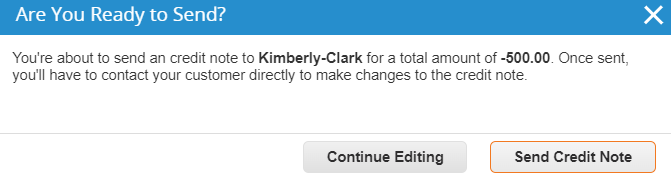 Are You Ready to Send?
You're about to send an credit note to Kimberly-Clark for a total amount of -500.00. Once sent,
you'll have to contact your customer directly to make changes to the credit note.
Continue Editing
Send Credit Note